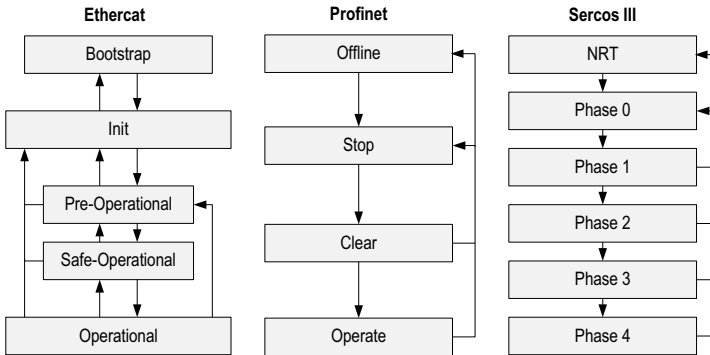 Ethercat
Bootstrap
Init
Pre-Operational
Safe-Operational
Operational
Profinet
Offline
Stop
Clear
Operate
Sercos III
NRT
Phase 0
Phase 1
Phase 2
Phase 3
Phase 4